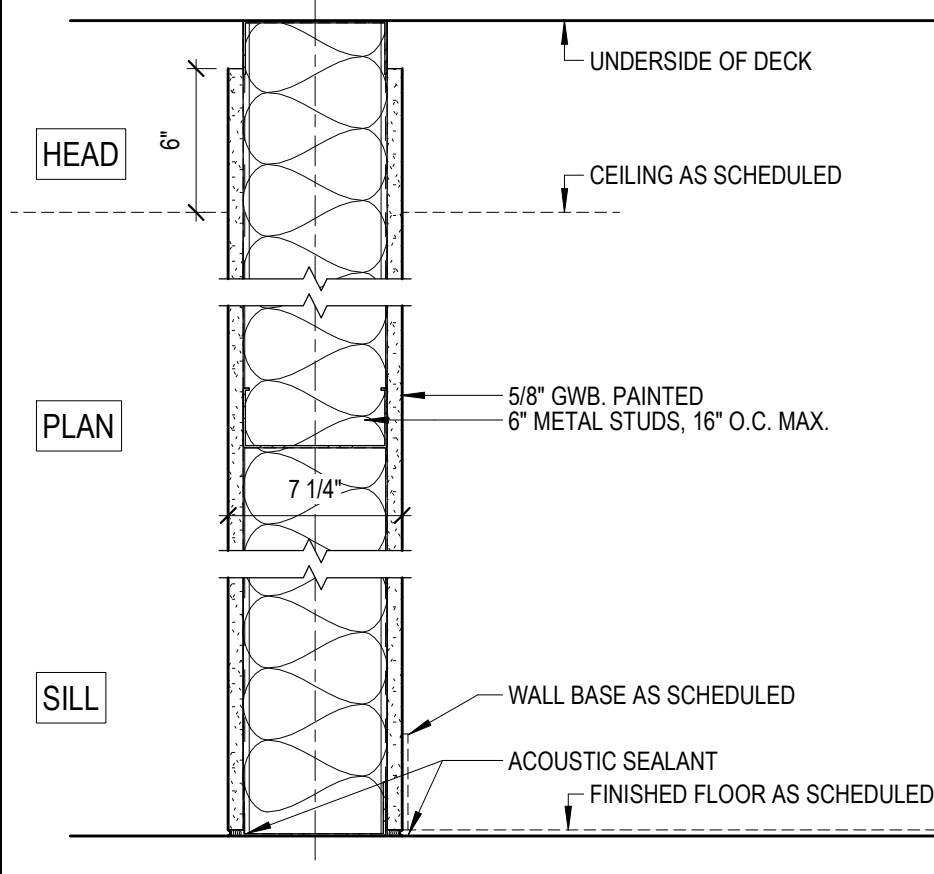 UNDERSIDE OF DECK
6"
HEAD
CEILING AS SCHEDULED
5/8" GWB. PAINTED
6" METAL STUDS, 16" O.C. MAX.
PLAN
7 1/4"
SILL
WALL BASE AS SCHEDULED
ACOUSTIC SEALANT
FINISHED FLOOR AS SCHEDULED